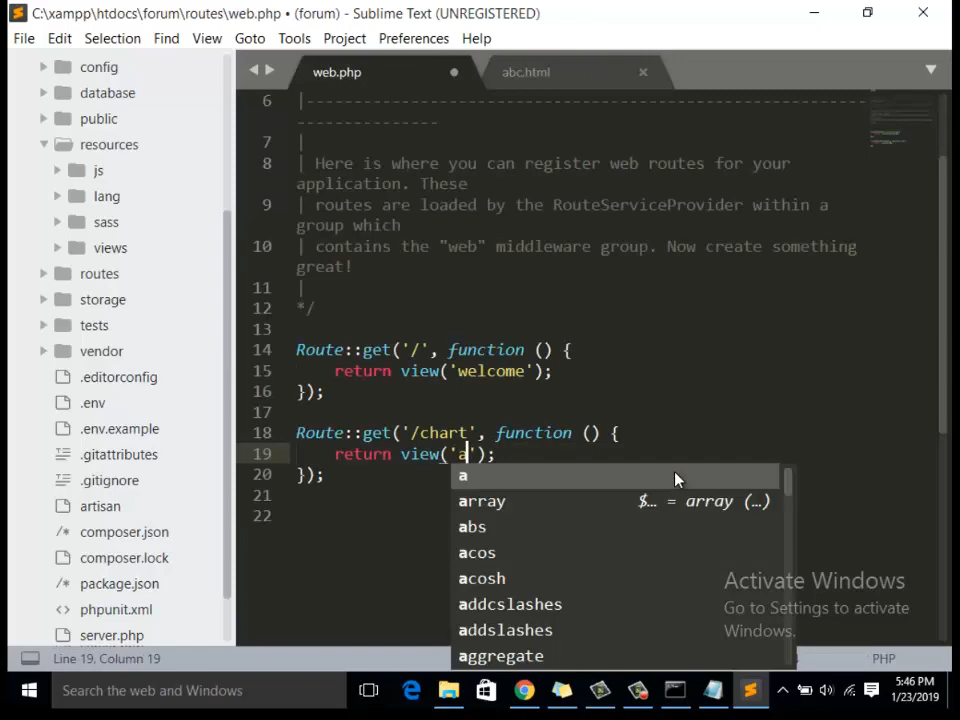 C:\xampp\htdocs\forum\routes\web.php • (forum) - Sublime Text (UNREGISTERED)
File Edit Selection Find View Goto Tools Project Preferences Help
config
database
public
resources
js
lang
sass
views
routes
storage
tests
vendor
.editorconfig
.env
.env.example
.gitattributes
.gitignore
artisan
composer.json
composer.lock
package.json
phpunit.xml
server.php
web.php
abc.html
6 |-----------------------------------------------------------
---------------
7 |
8 | Here is where you can register web routes for your
application. These
9 | routes are loaded by the RouteServiceProvider within a
group which
10 | contains the "web" middleware group. Now create something
great!
11 |
12 */
13
14 Route::get('/', function () {
15 return view('welcome');
16 });
17
18 Route::get('/chart', function () {
19 return view('a');
20 });
21
22
a
array $… = array (…)
abs
acos
acosh
addcslashes
addslashes
aggregate
Activate Windows
Go to Settings to activate
Windows.
Line 19, Column 19
PHP
Search the web and Windows
5:46 PM
1/23/2019